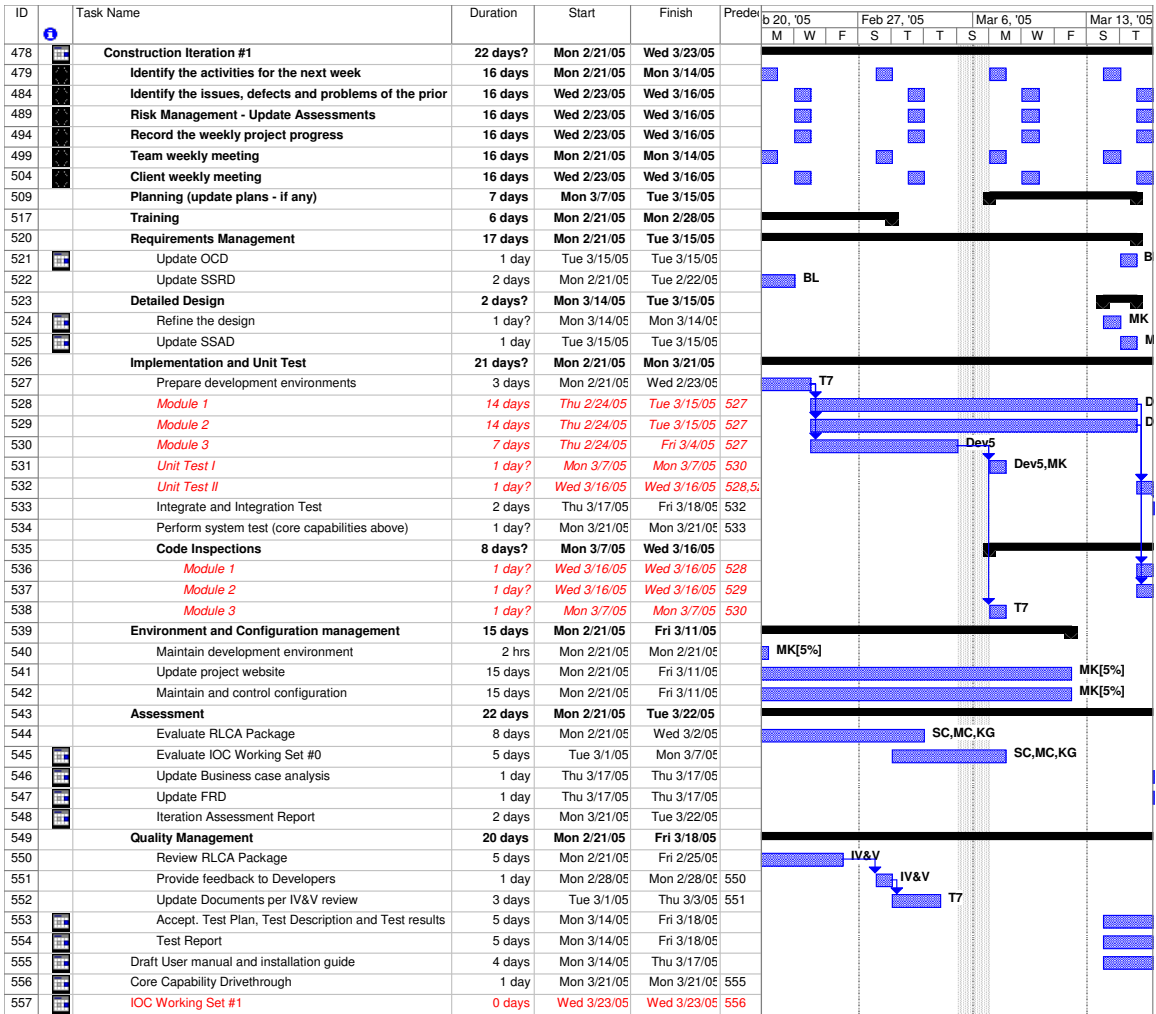 ID Task Name Duration Start Finish Prede b 20, '05 Feb 27, '05 Mar 6, '05 Mar 13, '05
M W F S T T S M W F S T
478 Construction Iteration #1 22 days? Mon 2/21/05 Wed 3/23/05
479 Identify the activities for the next week 16 days Mon 2/21/05 Mon 3/14/05
484 Identify the issues, defects and problems of the prior 16 days Wed 2/23/05 Wed 3/16/05
489 Risk Management - Update Assessments 16 days Wed 2/23/05 Wed 3/16/05
494 Record the weekly project progress 16 days Wed 2/23/05 Wed 3/16/05
499 Team weekly meeting 16 days Mon 2/21/05 Mon 3/14/05
504 Client weekly meeting 16 days Wed 2/23/05 Wed 3/16/05
509 Planning (update plans - if any) 7 days Mon 3/7/05 Tue 3/15/05
517 Training 6 days Mon 2/21/05 Mon 2/28/05
520 Requirements Management 17 days Mon 2/21/05 Tue 3/15/05
521 Update OCD 1 day Tue 3/15/05 Tue 3/15/05 B
522 Update SSRD 2 days Mon 2/21/05 Tue 2/22/05 BL
523 Detailed Design 2 days? Mon 3/14/05 Tue 3/15/05
524 Refine the design 1 day? Mon 3/14/05 Mon 3/14/05 MK
525 Update SSAD 1 day Tue 3/15/05 Tue 3/15/05 M
526 Implementation and Unit Test 21 days? Mon 2/21/05 Mon 3/21/05
527 Prepare development environments 3 days Mon 2/21/05 Wed 2/23/05 T7
528 Module 1 14 days Thu 2/24/05 Tue 3/15/05 527 D
529 Module 2 14 days Thu 2/24/05 Tue 3/15/05 527 D
530 Module 3 7 days Thu 2/24/05 Fri 3/4/05 527 Dev5
531 Unit Test I 1 day? Mon 3/7/05 Mon 3/7/05 530 Dev5,MK
532 Unit Test II 1 day? Wed 3/16/05 Wed 3/16/05 528,52
533 Integrate and Integration Test 2 days Thu 3/17/05 Fri 3/18/05 532
534 Perform system test (core capabilities above) 1 day? Mon 3/21/05 Mon 3/21/05 533
535 Code Inspections 8 days? Mon 3/7/05 Wed 3/16/05
536 Module 1 1 day? Wed 3/16/05 Wed 3/16/05 528
537 Module 2 1 day? Wed 3/16/05 Wed 3/16/05 529
538 Module 3 1 day? Mon 3/7/05 Mon 3/7/05 530 T7
539 Environment and Configuration management 15 days Mon 2/21/05 Fri 3/11/05
540 Maintain development environment 2 hrs Mon 2/21/05 Mon 2/21/05 MK[5%]
541 Update project website 15 days Mon 2/21/05 Fri 3/11/05 MK[5%]
542 Maintain and control configuration 15 days Mon 2/21/05 Fri 3/11/05 MK[5%]
543 Assessment 22 days Mon 2/21/05 Tue 3/22/05
544 Evaluate RLCA Package 8 days Mon 2/21/05 Wed 3/2/05 SC,MC,KG
545 Evaluate IOC Working Set #0 5 days Tue 3/1/05 Mon 3/7/05 SC,MC,KG
546 Update Business case analysis 1 day Thu 3/17/05 Thu 3/17/05
547 Update FRD 1 day Thu 3/17/05 Thu 3/17/05
548 Iteration Assessment Report 2 days Mon 3/21/05 Tue 3/22/05
549 Quality Management 20 days Mon 2/21/05 Fri 3/18/05
550 Review RLCA Package 5 days Mon 2/21/05 Fri 2/25/05 IV&V
551 Provide feedback to Developers 1 day Mon 2/28/05 Mon 2/28/05 550 IV&V
552 Update Documents per IV&V review 3 days Tue 3/1/05 Thu 3/3/05 551 T7
553 Accept. Test Plan, Test Description and Test results 5 days Mon 3/14/05 Fri 3/18/05
554 Test Report 5 days Mon 3/14/05 Fri 3/18/05
555 Draft User manual and installation guide 4 days Mon 3/14/05 Thu 3/17/05
556 Core Capability Drivethrough 1 day Mon 3/21/05 Mon 3/21/05 555
557 IOC Working Set #1 0 days Wed 3/23/05 Wed 3/23/05 556